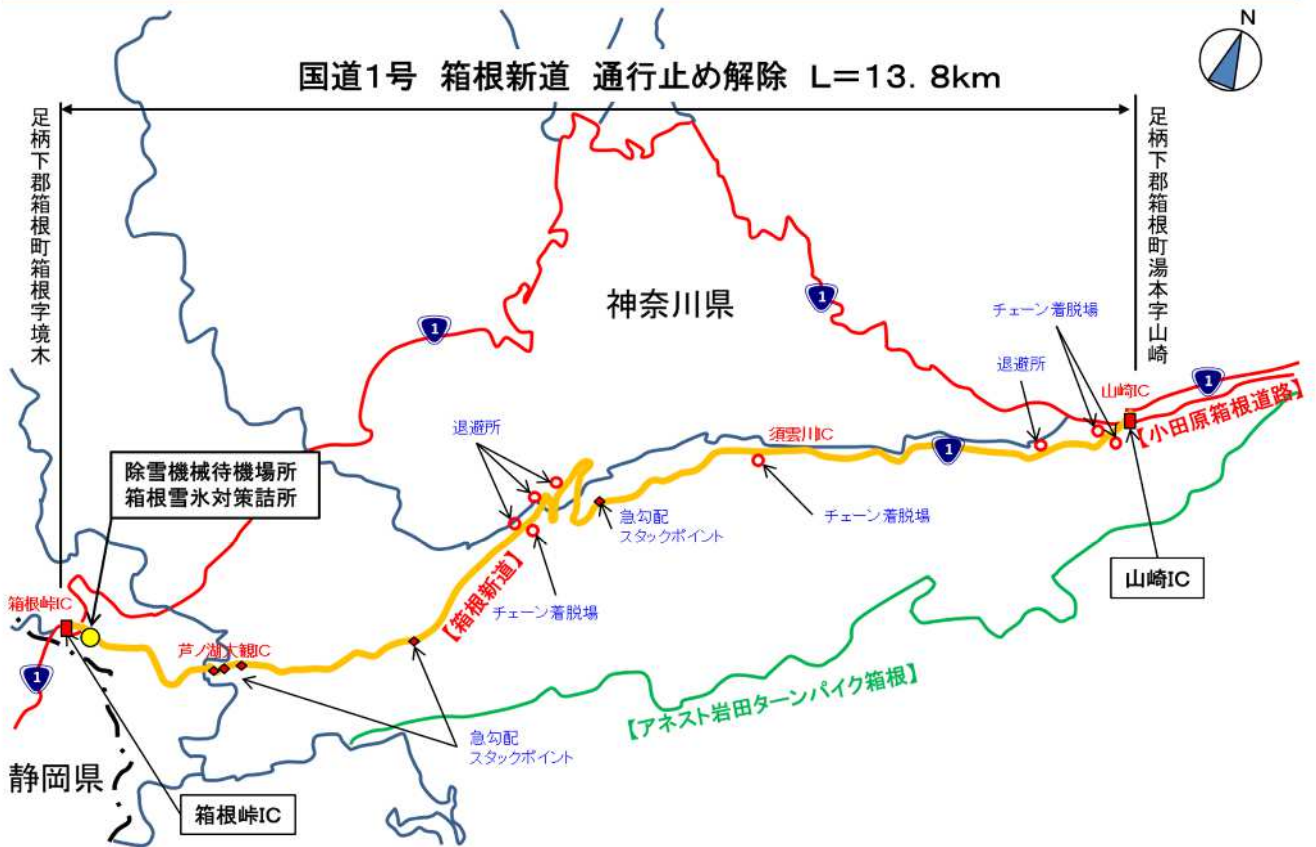 N
国道1号 箱根新道 通行止め解除 L=13.8km
足柄下郡箱根町箱根字境木
足柄下郡箱根町湯本字山崎
神奈川県
1
1
チェーン着脱場
退避所
山崎IC
1
【小田原箱根道路】
退避所
須雲川IC
1
除雪機械待機場所
箱根雪氷対策詰所
急勾配
スタックポイント
チェーン着脱場
山崎IC
箱根峠IC
チェーン着脱場
【箱根新道】
芦ノ湖大観IC
1
【アネスト岩田ターンパイク箱根】
急勾配
スタックポイント
静岡県
箱根峠IC